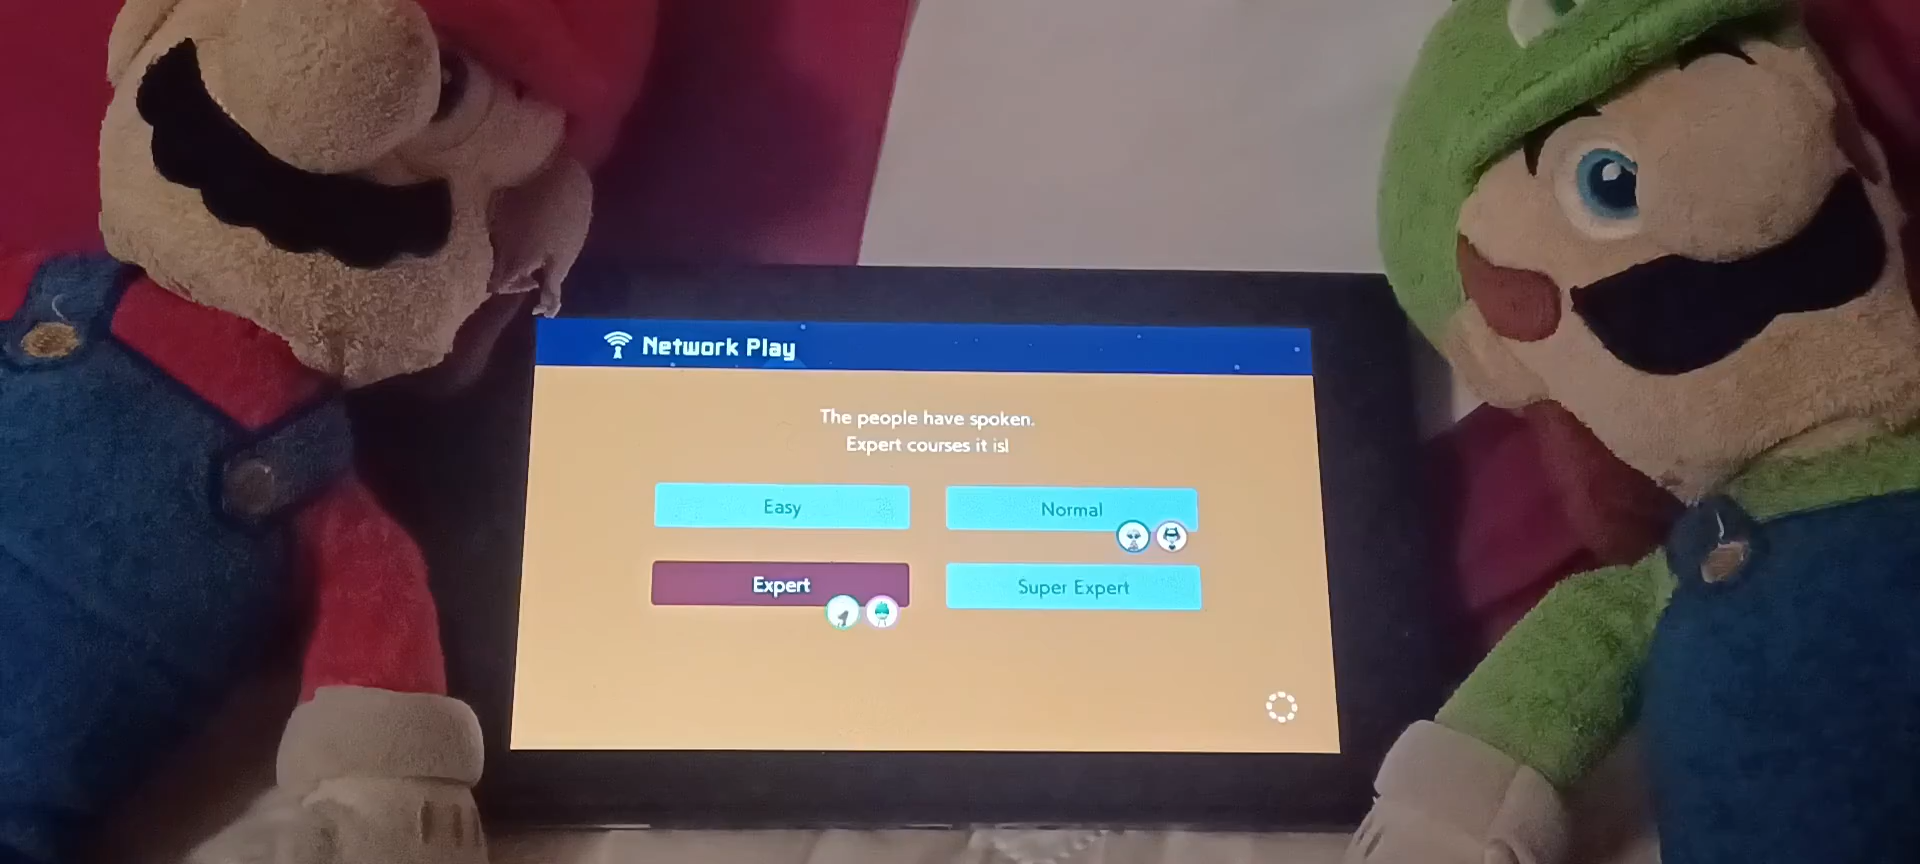 Network Play
The people have spoken.
Expert courses it is!
Easy
Normal
Expert
Super Expert